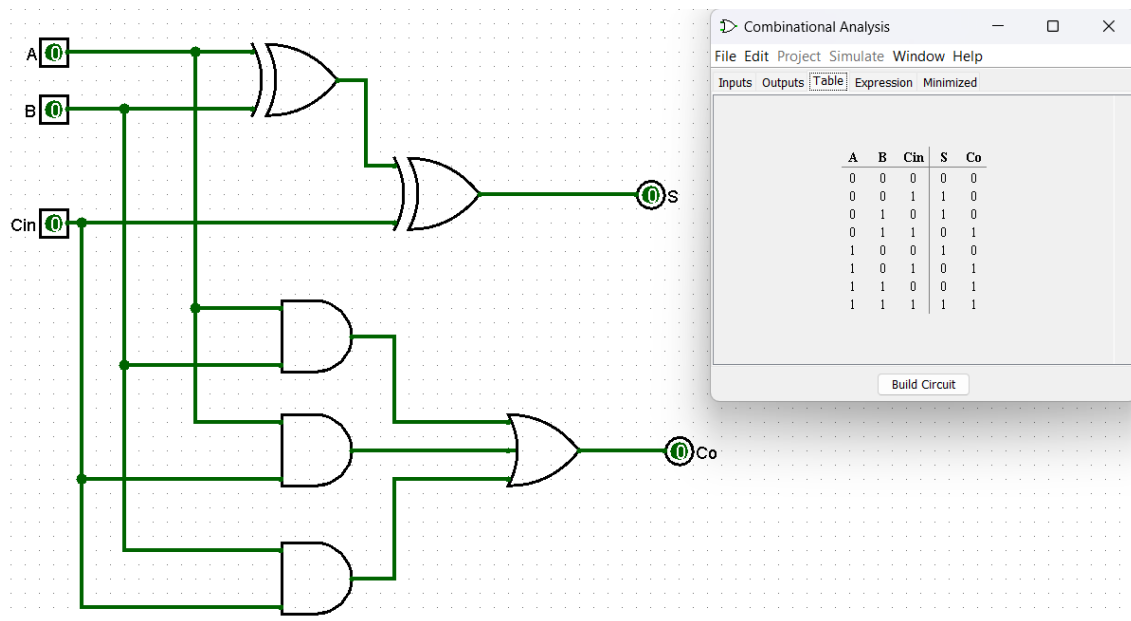 A 0
B 0
Cin 0
0 S
0 Co
Combinational Analysis
File Edit Project Simulate Window Help
Inputs Outputs Table Expression Minimized
A B Cin S Co
0 0 0 0 0
0 0 1 1 0
0 1 0 1 0
0 1 1 0 1
1 0 0 1 0
1 0 1 0 1
1 1 0 0 1
1 1 1 1 1
Build Circuit